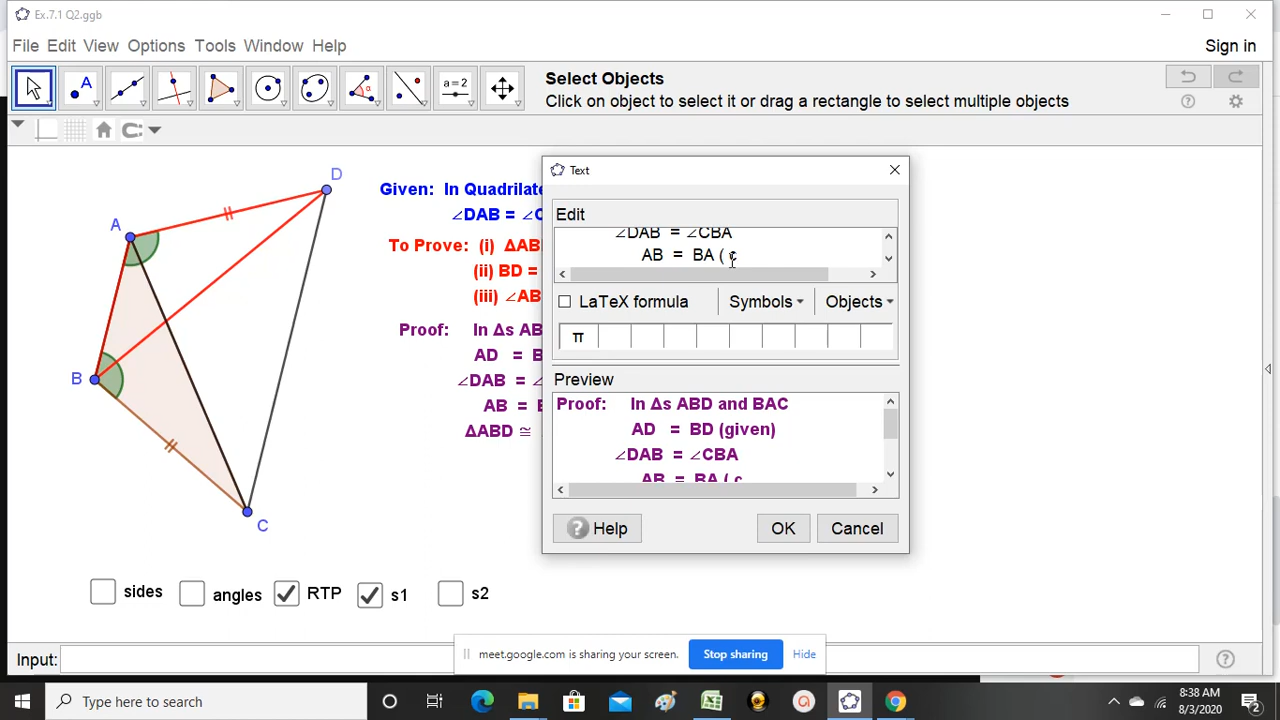 Ex.7.1 Q2.ggb
File Edit View Options Tools Window Help
Sign in
A
α
a=2
Select Objects
Click on object to select it or drag a rectangle to select multiple objects
D
A
B
C
Given: In Quadrilate
∠DAB = ∠C
To Prove: (i) ΔAB
(ii) BD =
(iii) ∠AB
Proof: In Δs AB
AD = B
∠DAB = ∠
AB = B
ΔABD ≅
Text
Edit
∠DAB = ∠CBA
AB = BA ( c
LaTeX formula Symbols Objects
π
Preview
Proof: In Δs ABD and BAC
AD = BD (given)
∠DAB = ∠CBA
AB = BA ( c
Help OK Cancel
sides angles RTP s1 s2
Input:
meet.google.com is sharing your screen. Stop sharing Hide
Type here to search
8:38 AM
8/3/2020
2